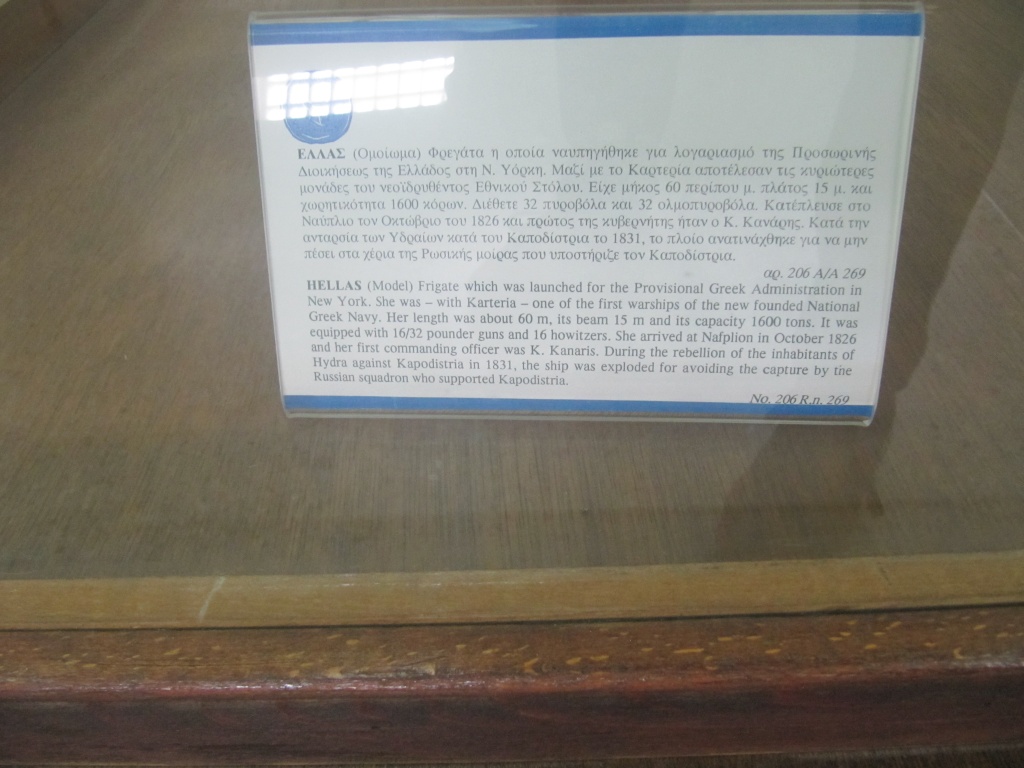 ΕΛΛΑΣ (Ομοίωμα) Φρεγάτα η οποία ναυπηγήθηκε για λογαριασμό της Προσωρινής
Διοικήσεως της Ελλάδος στη Ν. Υόρκη. Μαζί με το Καρτερία αποτέλεσαν τις κυριώτερες
μονάδες του νεοϊδρυθέντος Εθνικού Στόλου. Είχε μήκος 60 περίπου μ. πλάτος 15 μ. και
χωρητικότητα 1600 κόρων. Διέθετε 32 πυροβόλα και 32 ολμοπυροβόλα. Κατέπλευσε στο
Ναύπλιο τον Οκτώβριο του 1826 και πρώτος της κυβερνήτης ήταν ο Κ. Κανάρης. Κατά την
ανταρσία των Υδραίων κατά του Καποδίστρια το 1831, το πλοίο ανατινάχθηκε για να μην
πέσει στα χέρια της Ρωσικής μοίρας που υποστήριζε τον Καποδίστρια.
αρ. 206 Α/Α 269
HELLAS (Model) Frigate which was launched for the Provisional Greek Administration in
New York. She was – with Karteria – one of the first warships of the new founded National
Greek Navy. Her length was about 60 m, its beam 15 m and its capacity 1600 tons. It was
equipped with 16/32 pounder guns and 16 howitzers. She arrived at Nafplion in October 1826
and her first commanding officer was K. Kanaris. During the rebellion of the inhabitants of
Hydra against Kapodistria in 1831, the ship was exploded for avoiding the capture by the
Russian squadron who supported Kapodistria.
No. 206 R.n. 269